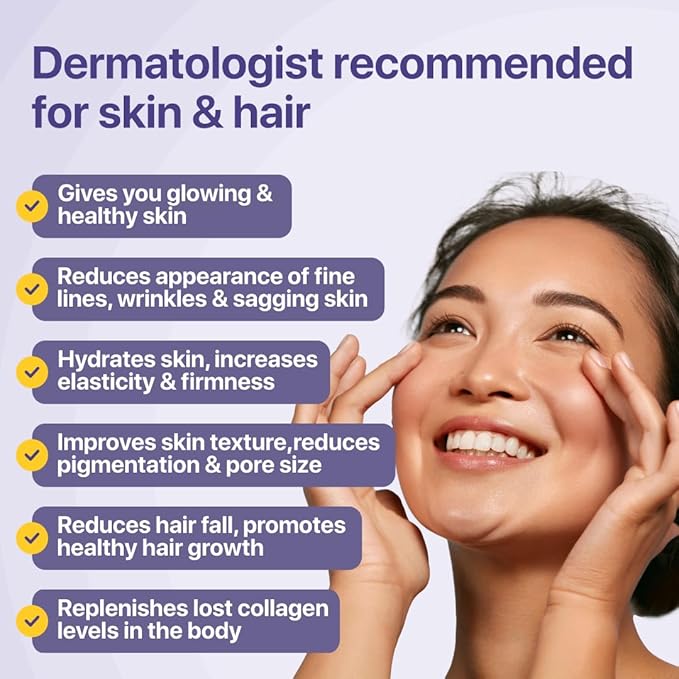 Dermatologist recommended
for skin & hair
Gives you glowing &
healthy skin
Reduces appearance of fine
lines, wrinkles & sagging skin
Hydrates skin, increases
elasticity & firmness
Improves skin texture,reduces
pigmentation & pore size
Reduces hair fall, promotes
healthy hair growth
Replenishes lost collagen
levels in the body